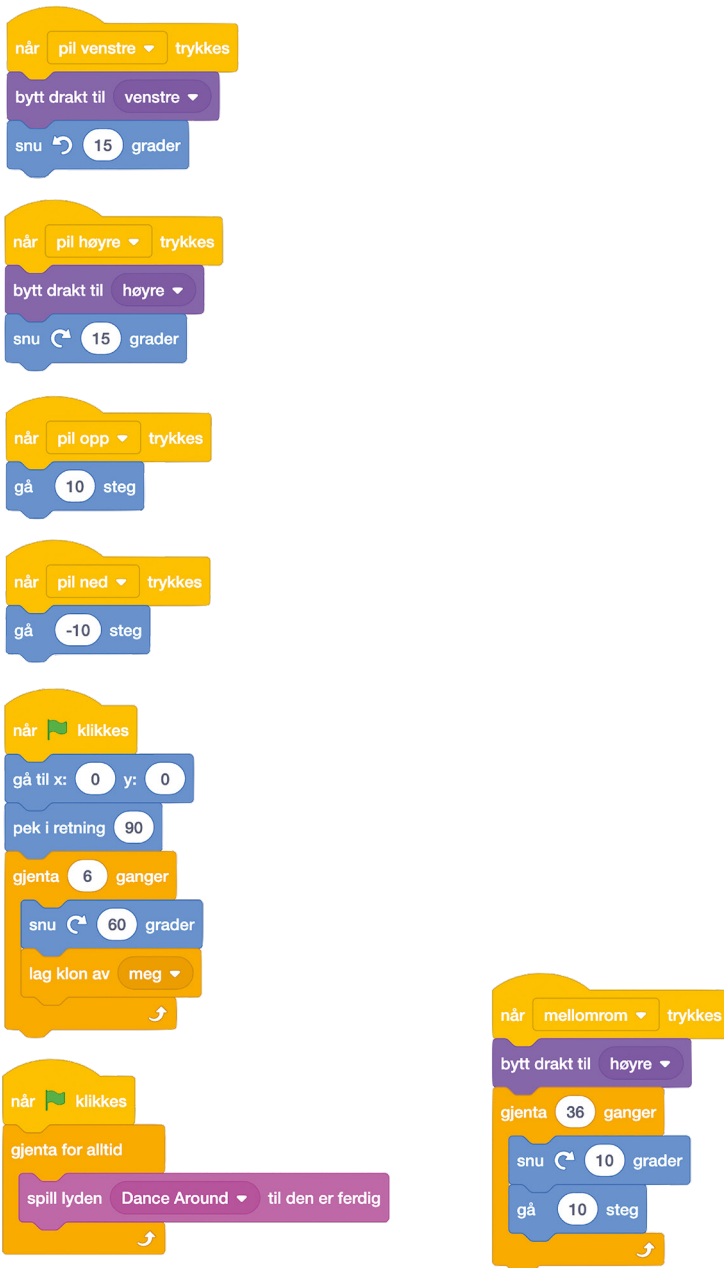 når pil venstre trykkes
bytt drakt til venstre
snu 15 grader
når pil høyre trykkes
bytt drakt til høyre
snu 15 grader
når pil opp trykkes
gå 10 steg
når pil ned trykkes
gå -10 steg
når klikkes
gå til x: 0 y: 0
pek i retning 90
gjenta 6 ganger
snu 60 grader
lag klon av meg
når klikkes
gjenta for alltid
spill lyden Dance Around til den er ferdig
når mellomrom trykkes
bytt drakt til høyre
gjenta 36 ganger
snu 10 grader
gå 10 steg